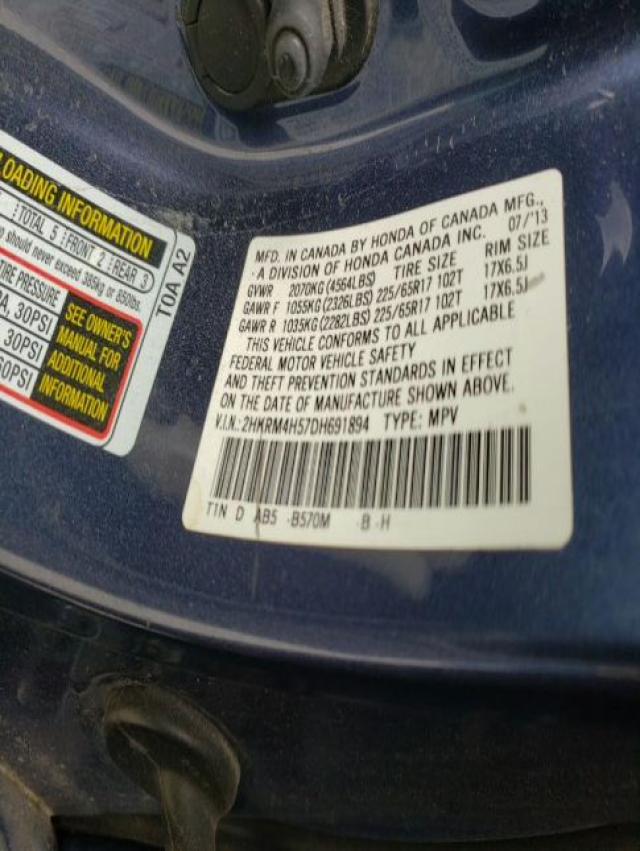 LOADING INFORMATION
TOTAL 5 FRONT 2 REAR 3
should never exceed 385kg or 850lbs.
TIRE PRESSURE
30PSI
30 PSI
60PSI
SEE OWNER'S
MANUAL FOR
ADDITIONAL
INFORMATION
TOA A2
MFD. IN CANADA BY HONDA OF CANADA MFG.,
A DIVISION OF HONDA CANADA INC. 07/'13
GVWR 2070KG (4564LBS) TIRE SIZE RIM SIZE
GAWR F 1055KG (2326LBS) 225/65R17 102T 17X6.5J
GAWR R 1035KG (2282LBS) 225/65R17 102T 17X6.5J
THIS VEHICLE CONFORMS TO ALL APPLICABLE
FEDERAL MOTOR VEHICLE SAFETY
AND THEFT PREVENTION STANDARDS IN EFFECT
ON THE DATE OF MANUFACTURE SHOWN ABOVE.
V.I.N.: 2HKRM4H57DH691894 TYPE: MPV
T1N D AB5 -B570M -B -H